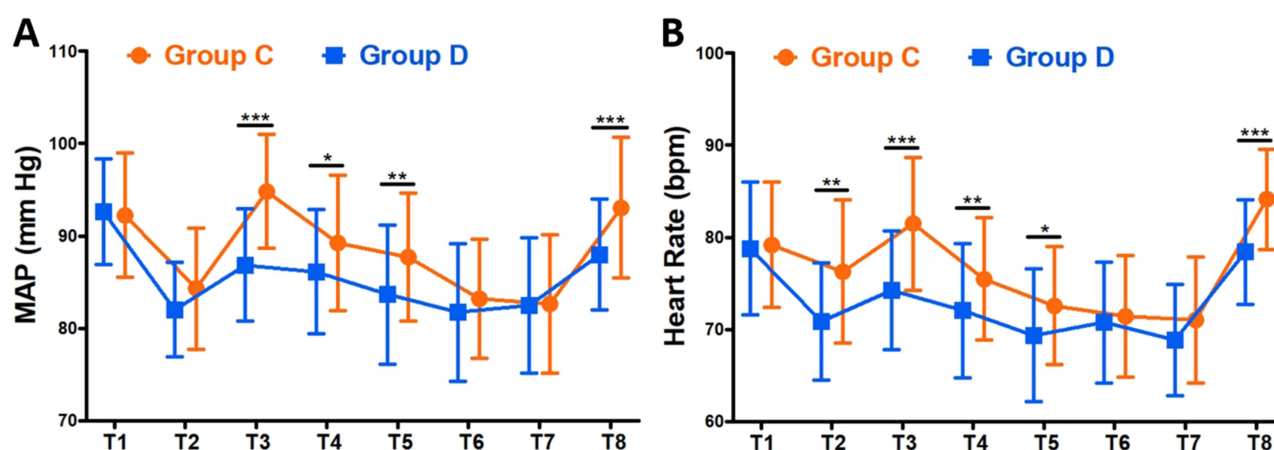 A
110
Group C
Group D
100
90
80
70
MAP (mm Hg)
***
*
**
***
T1 T2 T3 T4 T5 T6 T7 T8
B
100
Group C
Group D
90
80
70
60
Heart Rate (bpm)
**
***
**
*
***
T1 T2 T3 T4 T5 T6 T7 T8